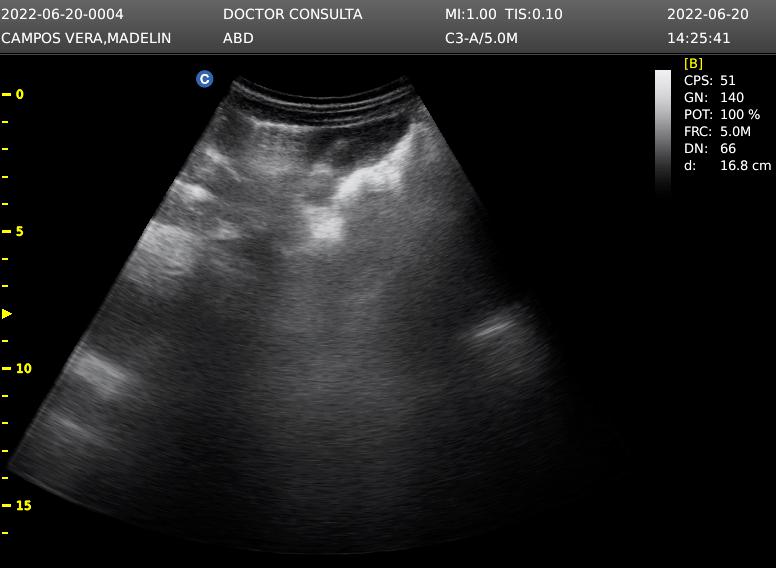 2022-06-20-0004 DOCTOR CONSULTA MI:1.00 TIS:0.10 2022-06-20
CAMPOS VERA,MADELIN ABD C3-A/5.0M 14:25:41
C
[B]
CPS: 51
GN: 140
POT: 100 %
FRC: 5.0M
DN: 66
d: 16.8 cm
0
5
10
15